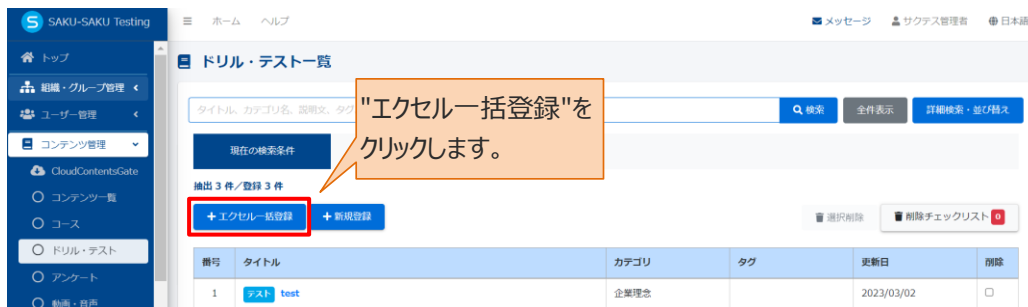 SAKU-SAKU Testing
ホーム ヘルプ
メッセージ サクテス管理者 日本語
トップ
組織・グループ管理
ユーザー管理
コンテンツ管理
CloudContentsGate
コンテンツ一覧
コース
ドリル・テスト
アンケート
動画・音声
ドリル・テスト一覧
タイトル、カテゴリ名、説明文、タグ
検索 全件表示 詳細検索・並び替え
"エクセル一括登録"を
クリックします。
現在の検索条件
抽出 3 件／登録 3 件
+エクセル一括登録 +新規登録
選択削除 削除チェックリスト 0
番号 タイトル カテゴリ タグ 更新日 削除
1 テスト test 企業理念 2023/03/02